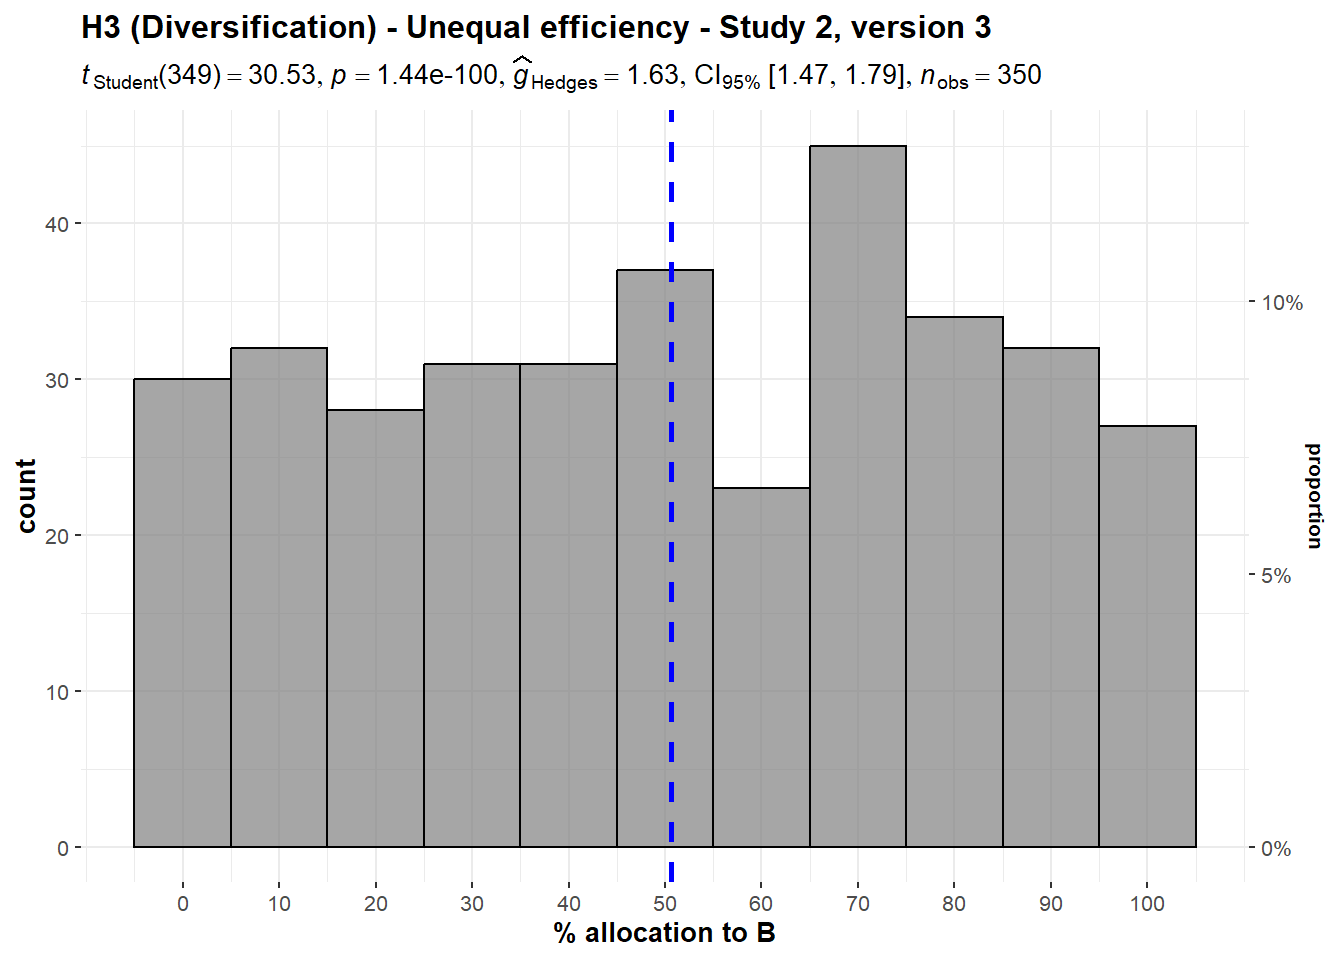 H3 (Diversification) - Unequal efficiency - Study 2, version 3
t Student(349) = 30.53, p = 1.44e-100, ĝ Hedges = 1.63, CI95% [1.47, 1.79], nobs = 350
count
40
30
20
10
0
10%
5%
0%
proportion
0 10 20 30 40 50 60 70 80 90 100
% allocation to B